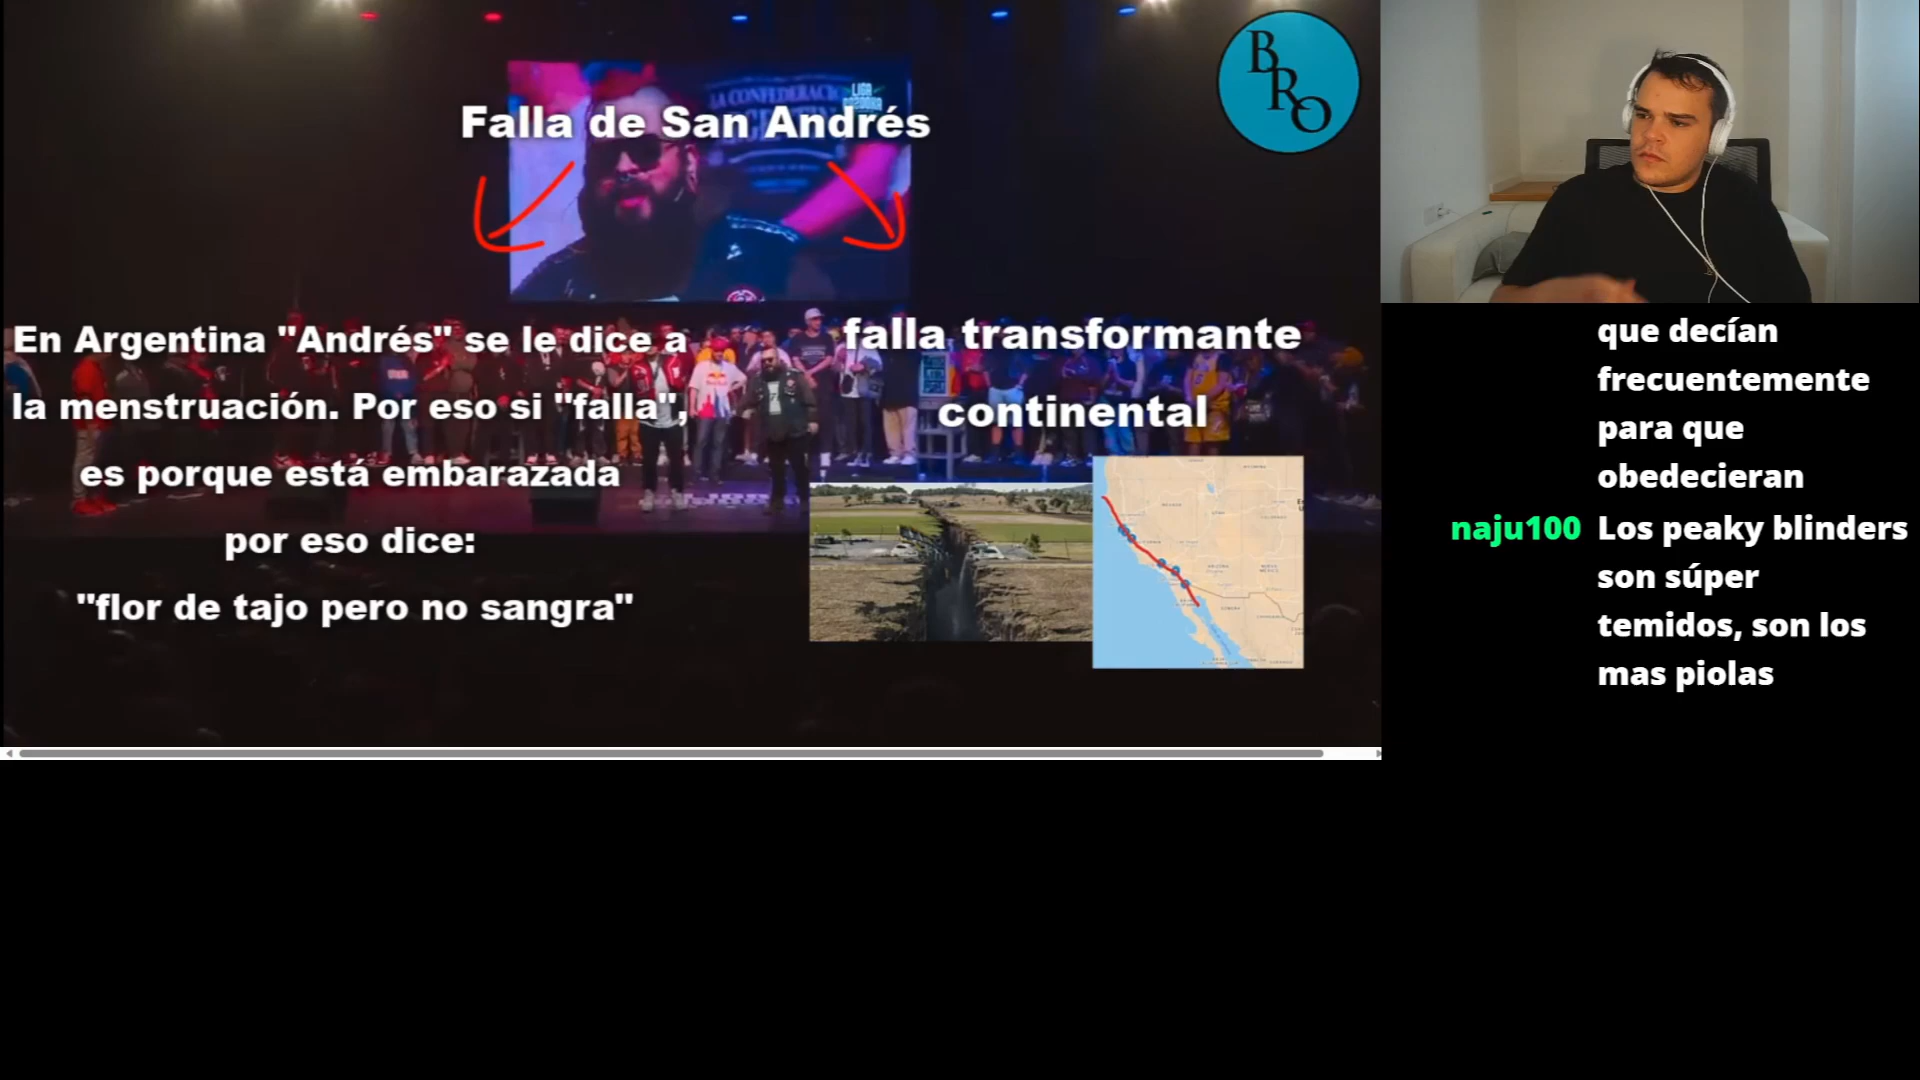 BRO
LIGA
BAZOOKA
Falla de San Andrés
En Argentina "Andrés" se le dice a
la menstruación. Por eso si "falla",
es porque está embarazada
por eso dice:
"flor de tajo pero no sangra"
falla transformante
continental
que decían
frecuentemente
para que
obedecieran
naju100 Los peaky blinders
son súper
temidos, son los
mas piolas